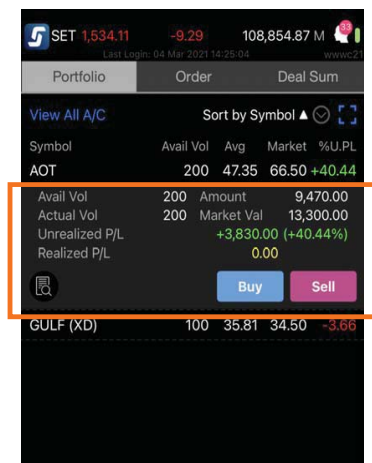 SET 1,534.11 -9.29 108,854.87 M 33
Last Login: 04 Mar 2021 14:25:04 wwwc21
Portfolio Order Deal Sum
View All A/C Sort by Symbol ▲
Symbol Avail Vol Avg Market %U.PL
AOT 200 47.35 66.50 +40.44
Avail Vol 200 Amount 9,470.00
Actual Vol 200 Market Val 13,300.00
Unrealized P/L +3,830.00 (+40.44%)
Realized P/L 0.00
Buy Sell
GULF (XD) 100 35.81 34.50 -3.66